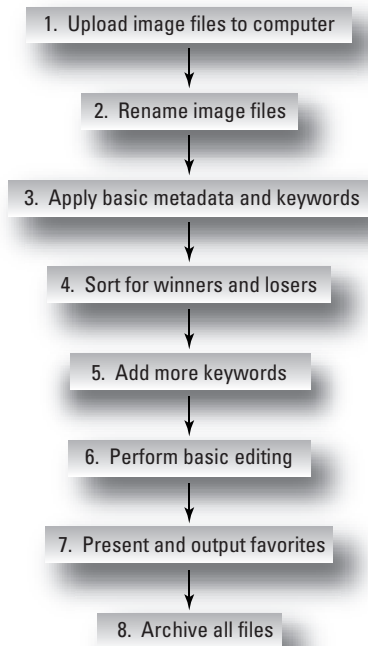 1. Upload image files to computer
2. Rename image files
3. Apply basic metadata and keywords
4. Sort for winners and losers
5. Add more keywords
6. Perform basic editing
7. Present and output favorites
8. Archive all files